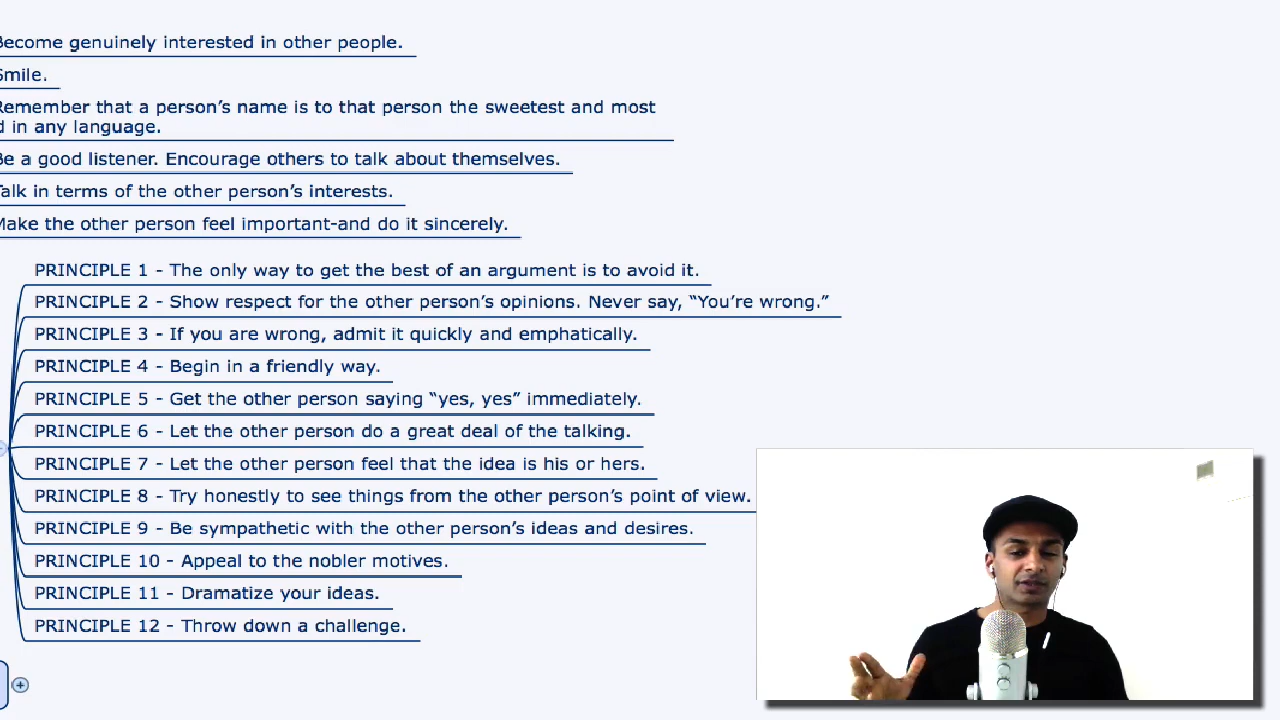 Become genuinely interested in other people.
Smile.
Remember that a person’s name is to that person the sweetest and most
d in any language.
Be a good listener. Encourage others to talk about themselves.
Talk in terms of the other person’s interests.
Make the other person feel important-and do it sincerely.
PRINCIPLE 1 - The only way to get the best of an argument is to avoid it.
PRINCIPLE 2 - Show respect for the other person’s opinions. Never say, “You’re wrong.”
PRINCIPLE 3 - If you are wrong, admit it quickly and emphatically.
PRINCIPLE 4 - Begin in a friendly way.
PRINCIPLE 5 - Get the other person saying “yes, yes” immediately.
PRINCIPLE 6 - Let the other person do a great deal of the talking.
PRINCIPLE 7 - Let the other person feel that the idea is his or hers.
PRINCIPLE 8 - Try honestly to see things from the other person’s point of view.
PRINCIPLE 9 - Be sympathetic with the other person’s ideas and desires.
PRINCIPLE 10 - Appeal to the nobler motives.
PRINCIPLE 11 - Dramatize your ideas.
PRINCIPLE 12 - Throw down a challenge.